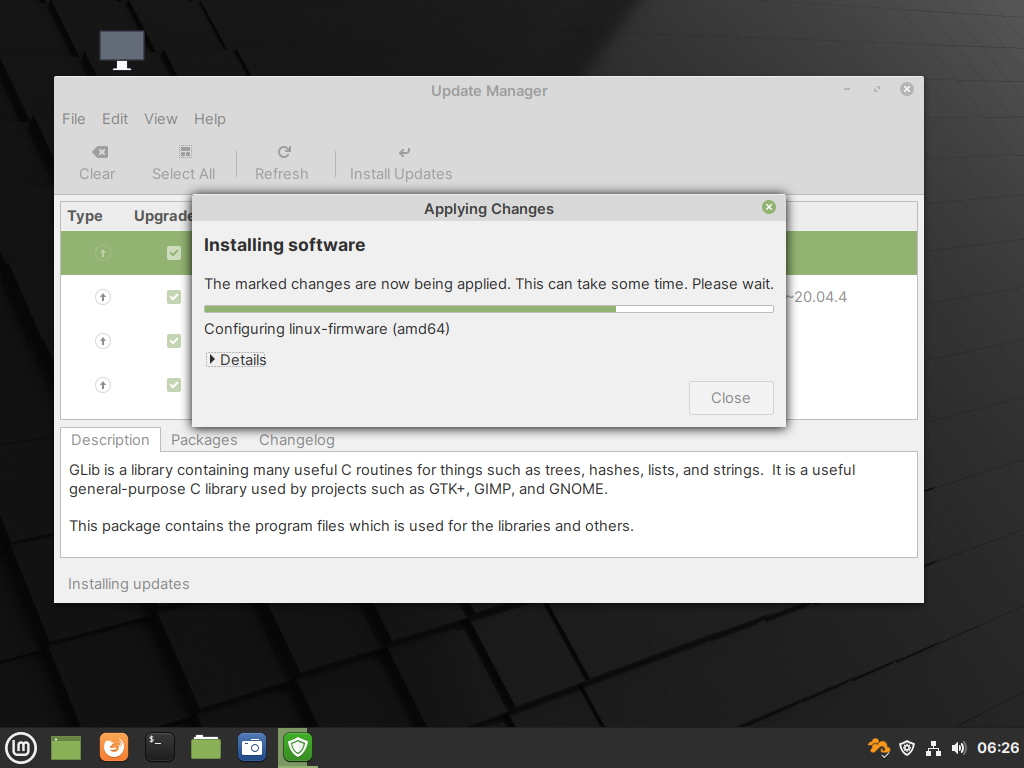 Update Manager
File Edit View Help
Clear Select All Refresh Install Updates
Type Upgrade
Applying Changes
Installing software
The marked changes are now being applied. This can take some time. Please wait.
~20.04.4
Configuring linux-firmware (amd64)
Details
Close
Description Packages Changelog
GLib is a library containing many useful C routines for things such as trees, hashes, lists, and strings. It is a useful
general-purpose C library used by projects such as GTK+, GIMP, and GNOME.
This package contains the program files which is used for the libraries and others.
Installing updates
06:26